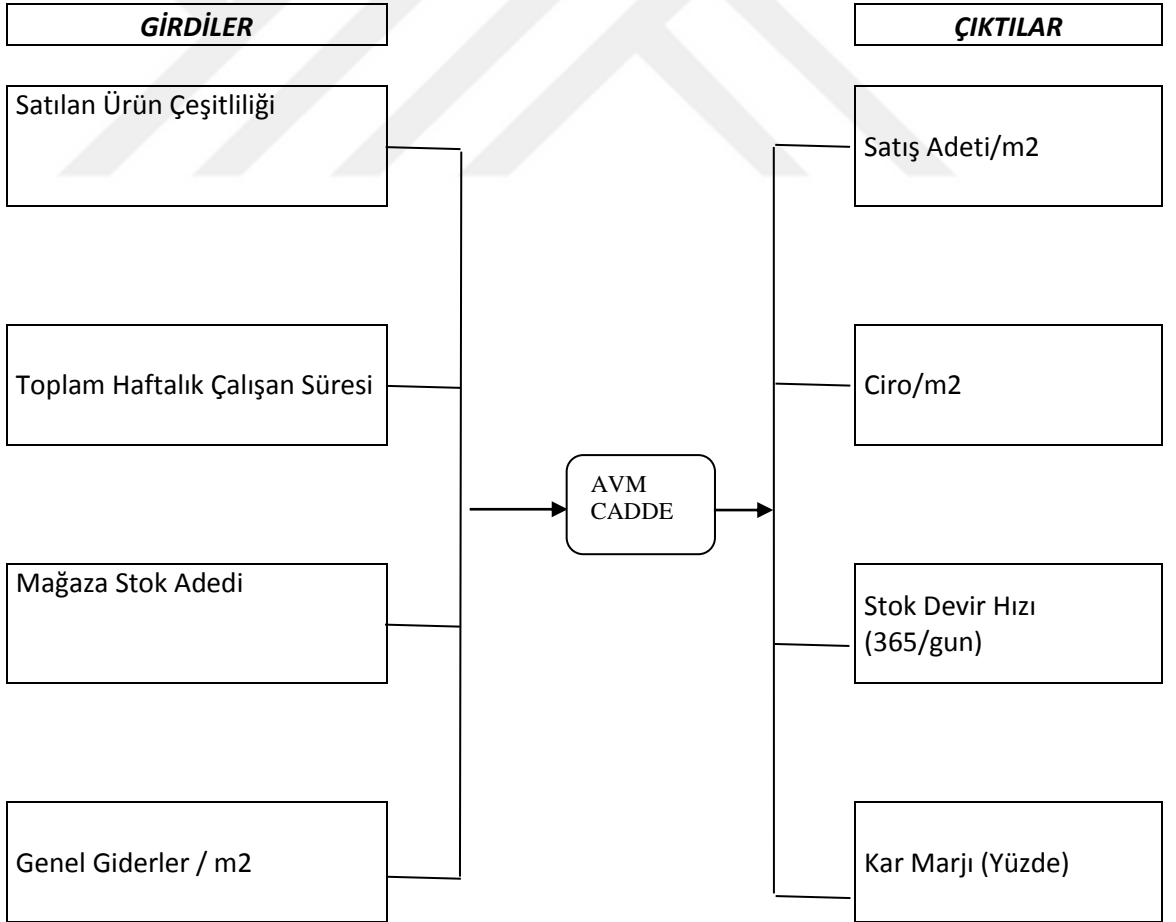 GİRDİLER
ÇIKTILAR
Satılan Ürün Çeşitliliği
Satış Adeti/m2
Toplam Haftalık Çalışan Süresi
Ciro/m2
AVM
CADDE
Mağaza Stok Adedi
Stok Devir Hızı
(365/gun)
Genel Giderler / m2
Kar Marjı (Yüzde)